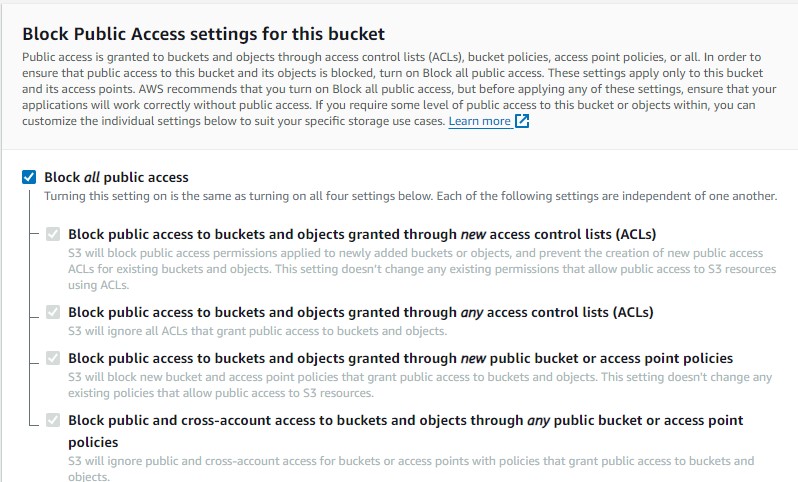 Block Public Access settings for this bucket
Public access is granted to buckets and objects through access control lists (ACLs), bucket policies, access point policies, or all. In order to
ensure that public access to this bucket and its objects is blocked, turn on Block all public access. These settings apply only to this bucket
and its access points. AWS recommends that you turn on Block all public access, but before applying any of these settings, ensure that your
applications will work correctly without public access. If you require some level of public access to this bucket or objects within, you can
customize the individual settings below to suit your specific storage use cases. Learn more
Block all public access
Turning this setting on is the same as turning on all four settings below. Each of the following settings are independent of one another.
Block public access to buckets and objects granted through new access control lists (ACLs)
S3 will block public access permissions applied to newly added buckets or objects, and prevent the creation of new public access
ACLs for existing buckets and objects. This setting doesn't change any existing permissions that allow public access to S3 resources
using ACLs.
Block public access to buckets and objects granted through any access control lists (ACLs)
S3 will ignore all ACLs that grant public access to buckets and objects.
Block public access to buckets and objects granted through new public bucket or access point policies
S3 will block new bucket and access point policies that grant public access to buckets and objects. This setting doesn't change any
existing policies that allow public access to S3 resources.
Block public and cross-account access to buckets and objects through any public bucket or access point
policies
S3 will ignore public and cross-account access for buckets or access points with policies that grant public access to buckets and
objects.